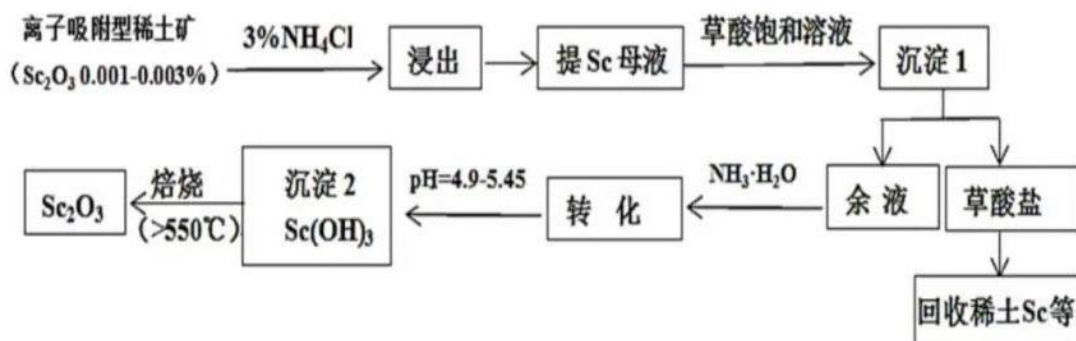 离子吸附型稀土矿
（Sc₂O₃ 0.001-0.003%）
3%NH₄Cl
浸出
提Sc母液
草酸饱和溶液
沉淀1
Sc₂O₃
焙烧
(>550℃)
沉淀2
Sc(OH)₃
pH=4.9-5.45
转 化
NH₃·H₂O
余 液
草酸盐
回收稀土Sc等